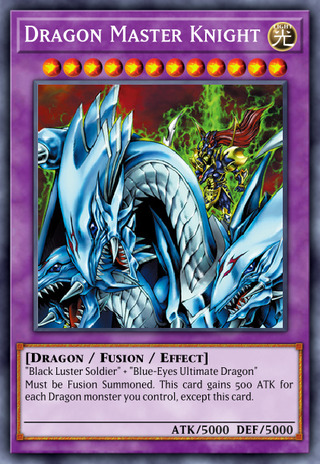 Dragon Master Knight
LIGHT
光
[Dragon / Fusion / Effect]
"Black Luster Soldier" + "Blue-Eyes Ultimate Dragon"
Must be Fusion Summoned. This card gains 500 ATK for
each Dragon monster you control, except this card.
ATK/5000 DEF/5000